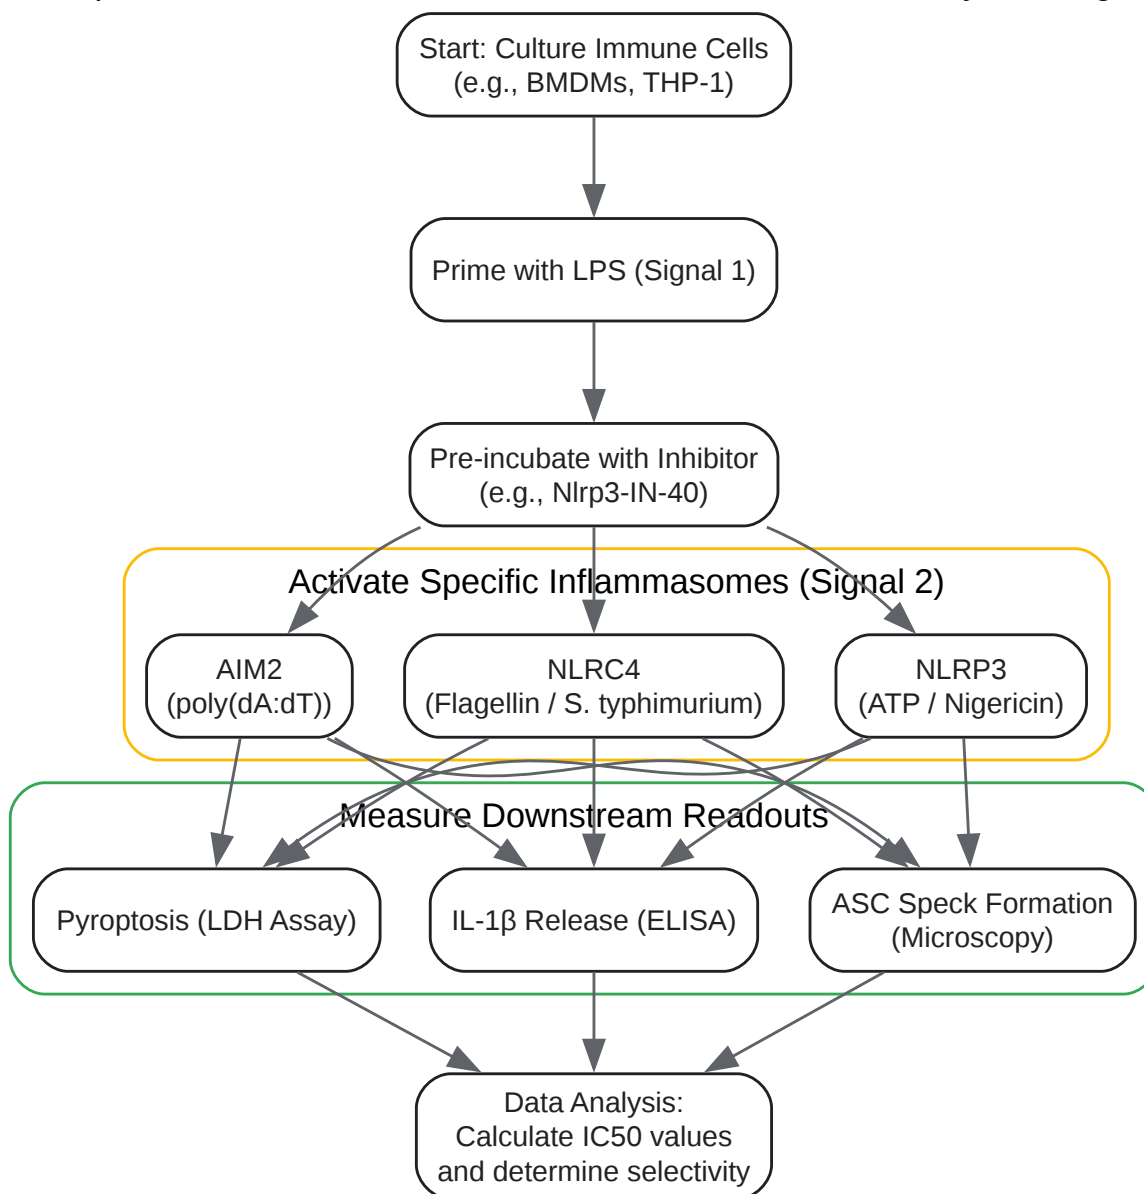 Start: Culture Immune Cells
(e.g., BMDMs, THP-1)
Prime with LPS (Signal 1)
Pre-incubate with Inhibitor
(e.g., Nlrp3-IN-40)
Activate Specific Inflammasomes (Signal 2)
AIM2
(poly(dA:dT))
NLRC4
(Flagellin / S. typhimurium)
NLRP3
(ATP / Nigericin)
Measure Downstream Readouts
Pyroptosis (LDH Assay)
IL-1β Release (ELISA)
ASC Speck Formation
(Microscopy)
Data Analysis:
Calculate IC50 values
and determine selectivity